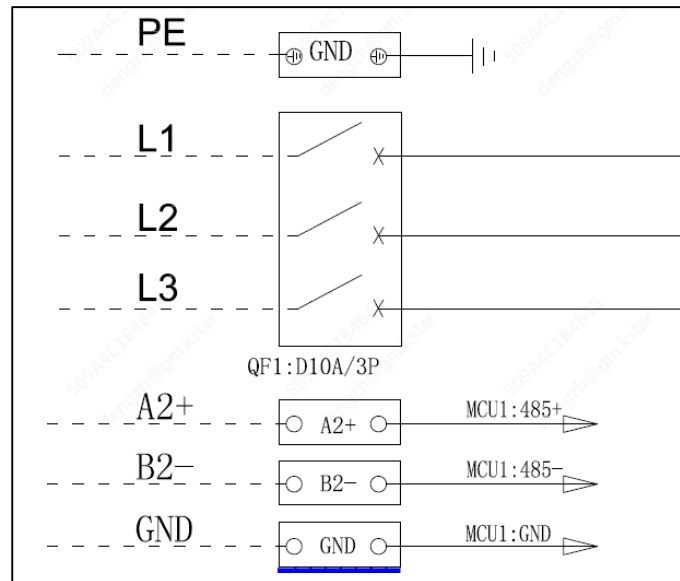 PE
GND
L1
L2
L3
QF1:D10A/3P
A2+
A2+
MCU1:485+
B2-
B2-
MCU1:485-
GND
GND
MCU1:GND